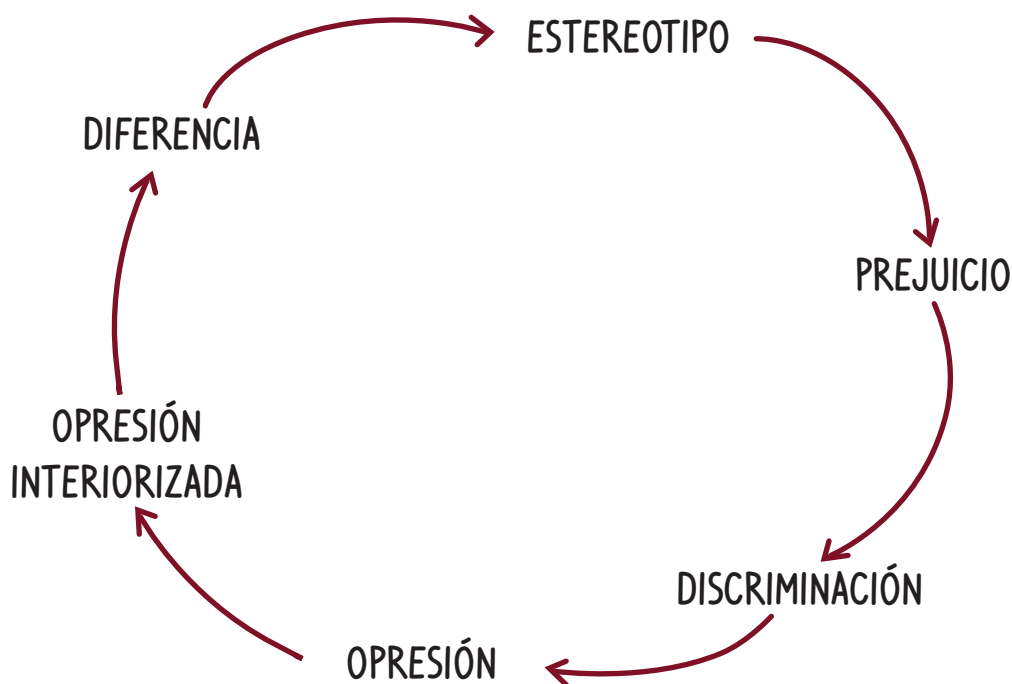 ESTEREOTIPO
DIFERENCIA
PREJUICIO
OPRESIÓN
INTERIORIZADA
DISCRIMINACIÓN
OPRESIÓN